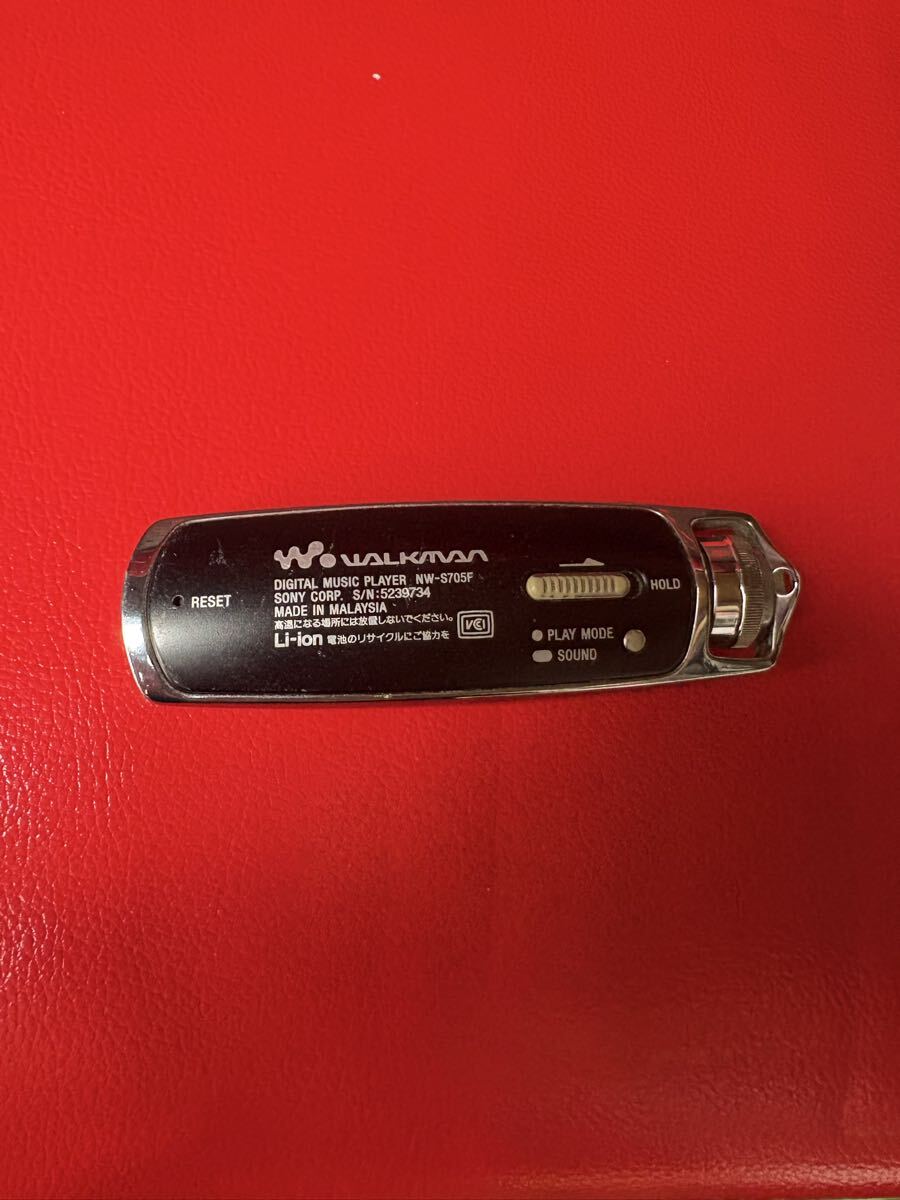 WALKMAN
DIGITAL MUSIC PLAYER NW-S705F
SONY CORP. S/N:5239734
MADE IN MALAYSIA
高温になる場所には放置しないでください。
Li-ion 電池のリサイクルにご協力を
VCI
RESET
HOLD
PLAY MODE
SOUND